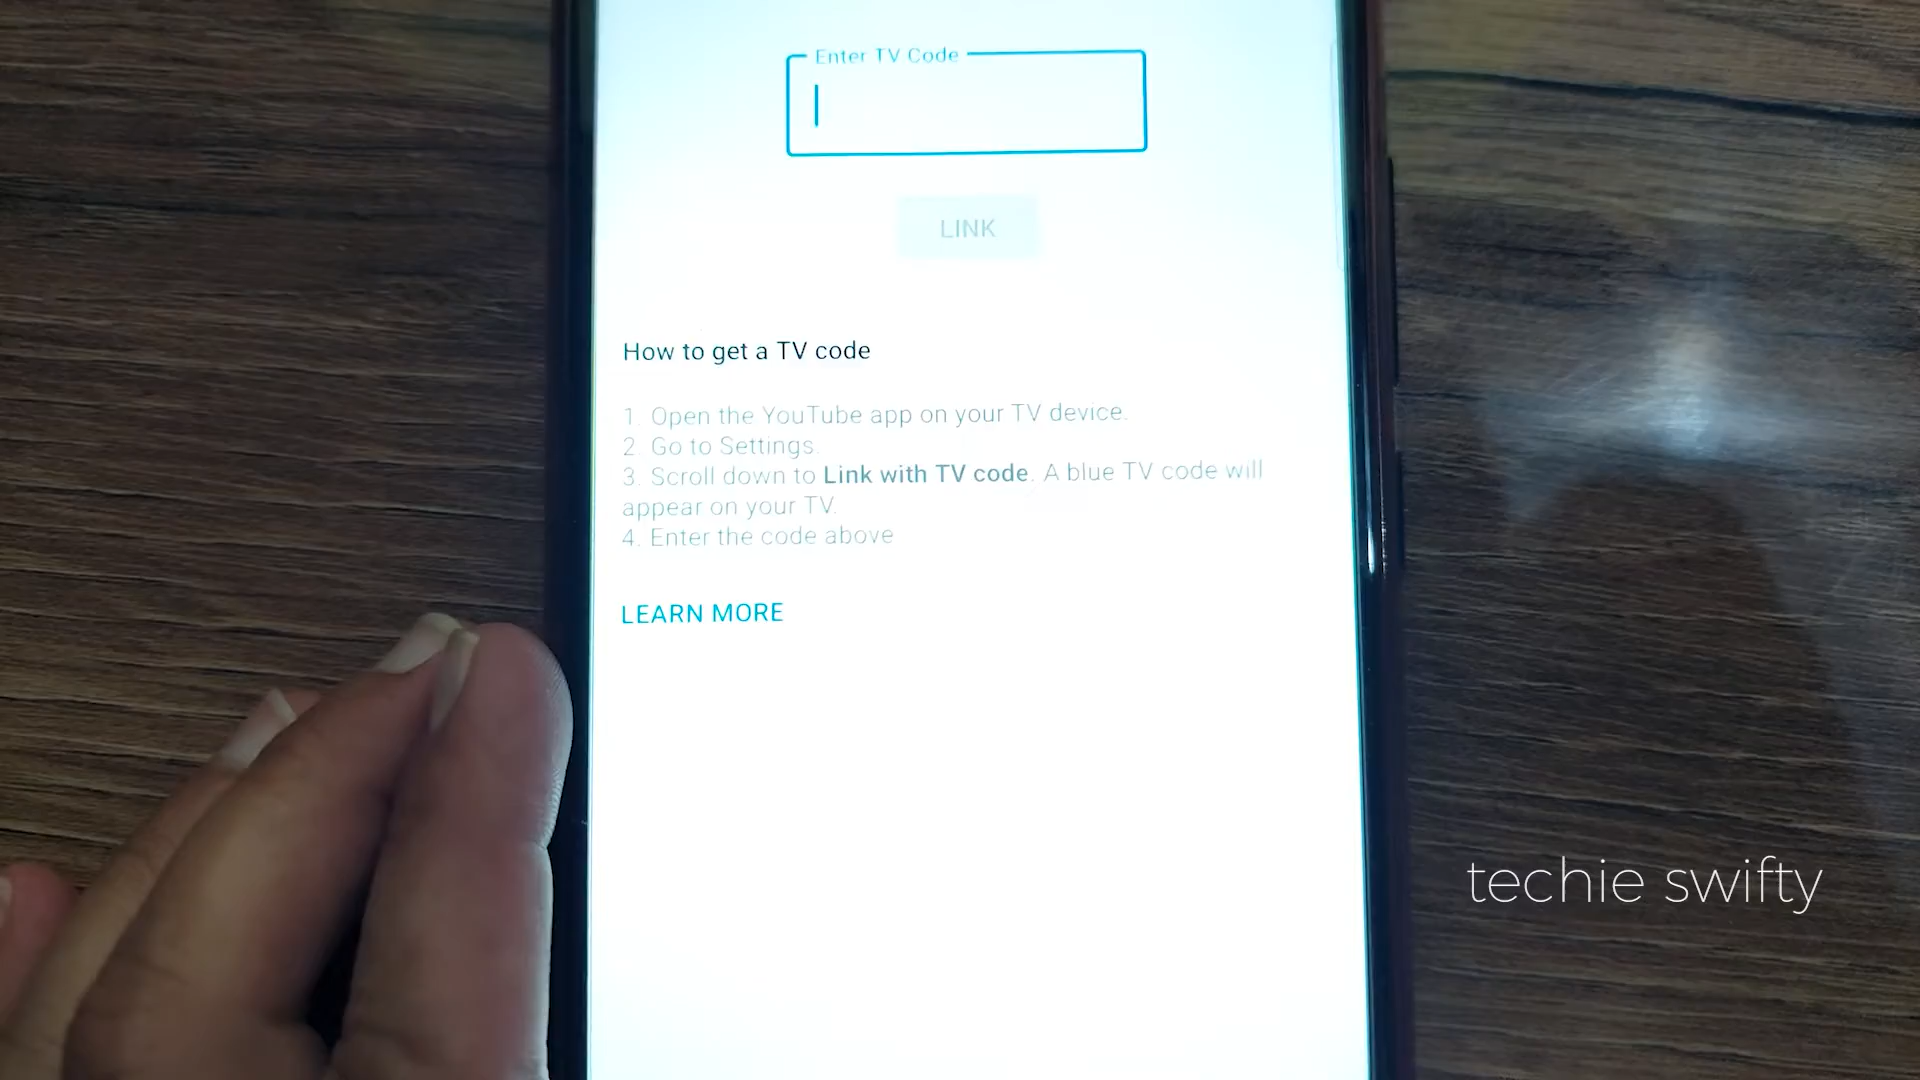 Enter TV Code
LINK
How to get a TV code
1. Open the YouTube app on your TV device.
2. Go to Settings.
3. Scroll down to Link with TV code. A blue TV code will
appear on your TV.
4. Enter the code above
LEARN MORE
techie swifty